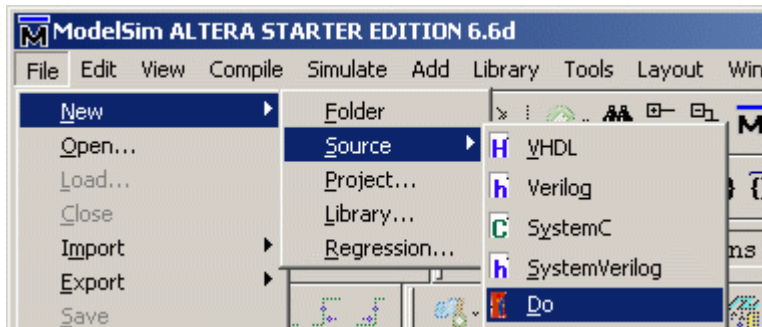 ModelSim ALTERA STARTER EDITION 6.6d
File Edit View Compile Simulate Add Library Tools Layout
New
Open...
Load...
Close
Import
Export
Save
Folder
Source
Project...
Library...
Regression...
VHDL
Verilog
SystemC
SystemVerilog
Do
ns